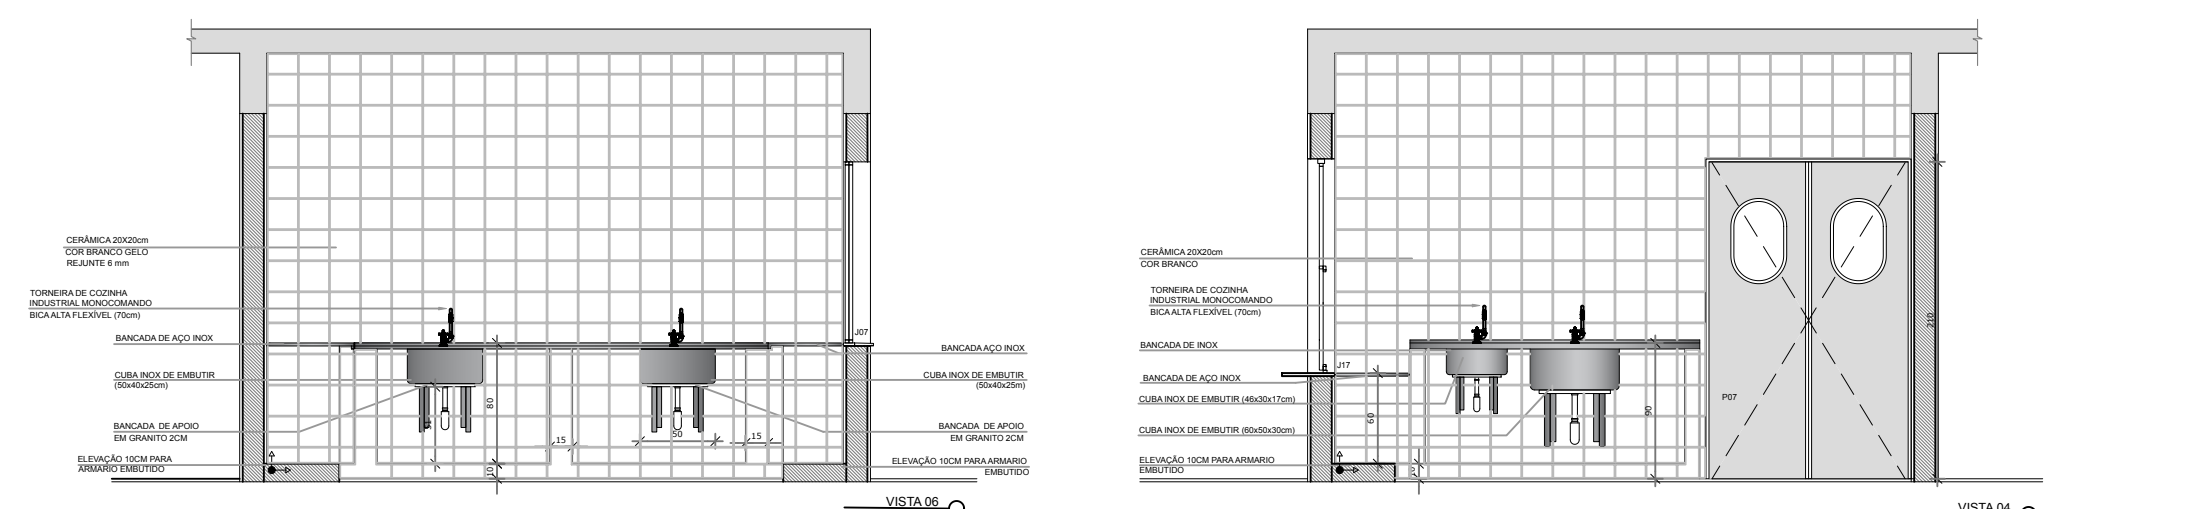 CERÂMICA 20X20cm
COR BRANCO GELO
REJUNTE 6 mm
TORNEIRA DE COZINHA
INDUSTRIAL MONOCOMANDO
BICA ALTA FLEXÍVEL (70cm)
BANCADA DE AÇO INOX
CUBA INOX DE EMBUTIR
(50x40x25cm)
BANCADA DE APOIO
EM GRANITO 2CM
ELEVAÇÃO 10CM PARA
ARMARIO EMBUTIDO
80
10
15
50
15
J07
BANCADA AÇO INOX
CUBA INOX DE EMBUTIR
(50x40x25m)
BANCADA DE APOIO
EM GRANITO 2CM
ELEVAÇÃO 10CM PARA ARMARIO
EMBUTIDO
VISTA 06
CERÂMICA 20X20cm
COR BRANCO
TORNEIRA DE COZINHA
INDUSTRIAL MONOCOMANDO
BICA ALTA FLEXÍVEL (70cm)
BANCADA DE INOX
BANCADA DE AÇO INOX
CUBA INOX DE EMBUTIR (46x30x17cm)
CUBA INOX DE EMBUTIR (60x50x30cm)
ELEVAÇÃO 10CM PARA ARMARIO
EMBUTIDO
J17
60
90
P07
210
VISTA 04